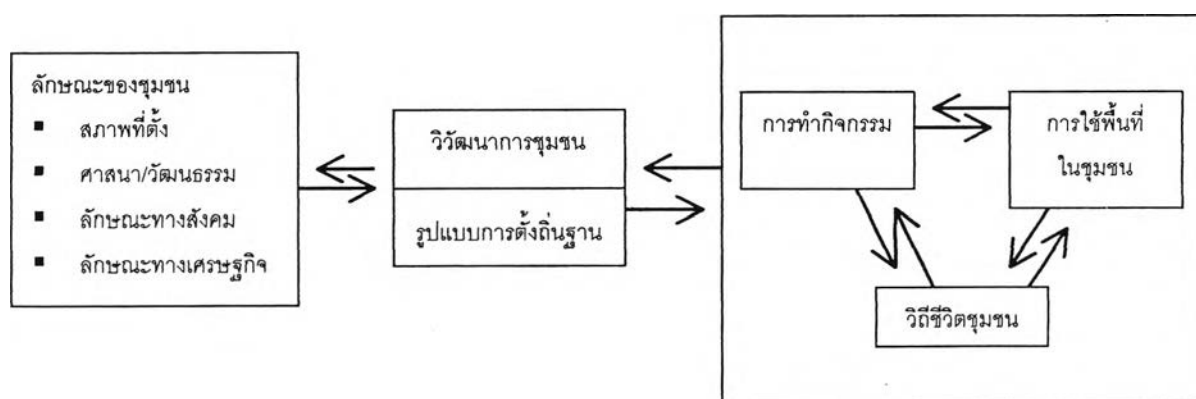 ลักษณะของชุมชน
▪ สภาพที่ตั้ง
▪ ศาสนา/วัฒนธรรม
▪ ลักษณะทางสังคม
▪ ลักษณะทางเศรษฐกิจ
วิวัฒนาการชุมชน
รูปแบบการตั้งถิ่นฐาน
การทำกิจกรรม
การใช้พื้นที่
ในชุมชน
วิถีชีวิตชุมชน